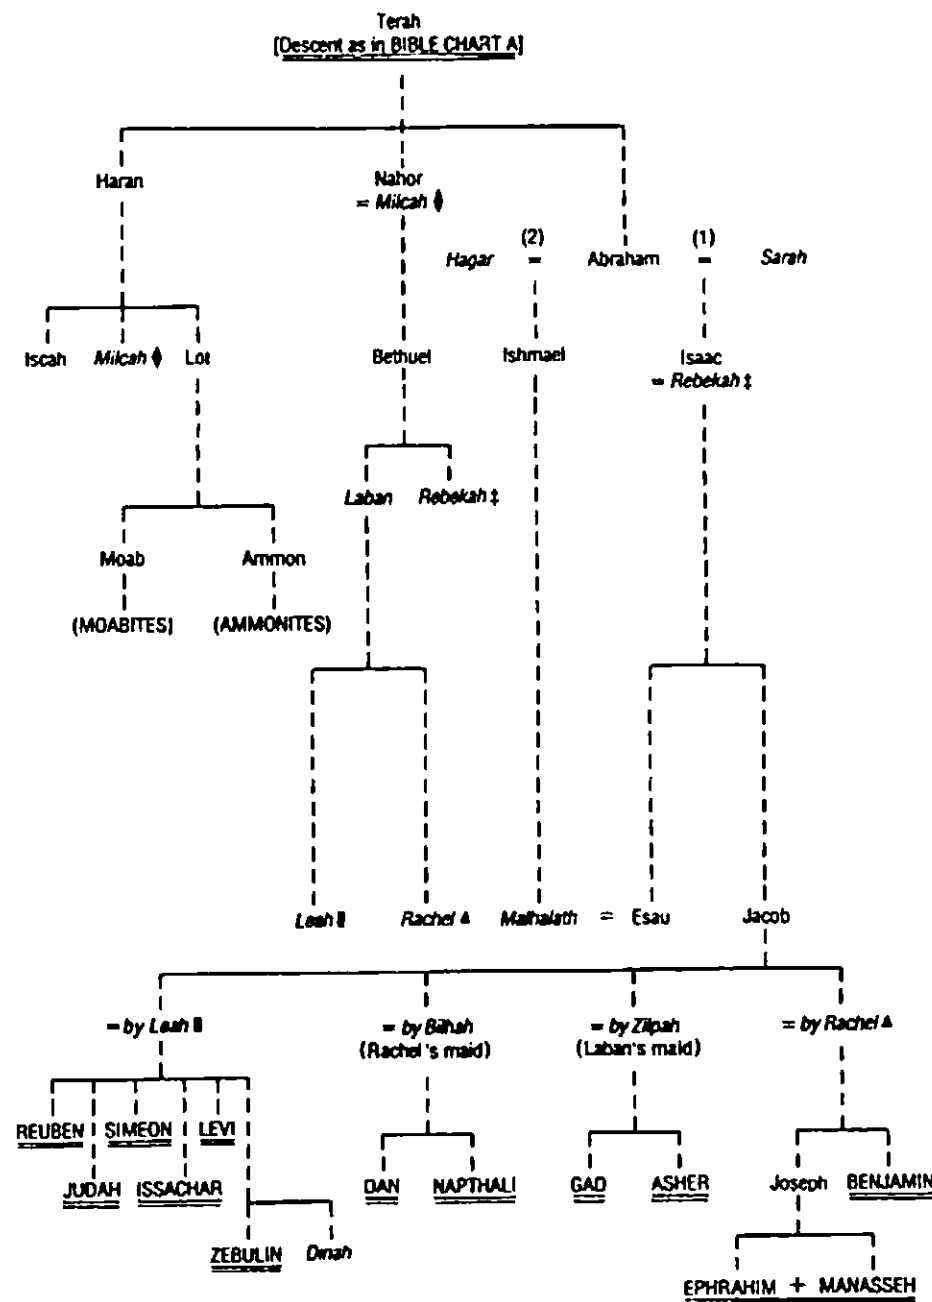 Terah
[Descent as in BIBLE CHART A]
Haran
Nahor
= Milcah ⧫
Hagar (2) = Abraham (1) = Sarah
Iscah Milcah ⧫ Lot
Bethuel
Ishmael
Isaac
= Rebekah ‡
Laban Rebekah ‡
Moab Ammon
(MOABITES) (AMMONITES)
Leah ▮ Rachel ▲ Malhalath = Esau Jacob
= by Leah ▮
= by Bilhah
(Rachel's maid)
= by Zilpah
(Laban's maid)
= by Rachel ▲
REUBEN SIMEON LEVI
JUDAH ISSACHAR
DAN NAPTHALI
GAD ASHER
Joseph BENJAMIN
ZEBULIN Dinah
EPHRAHIM + MANASSEH